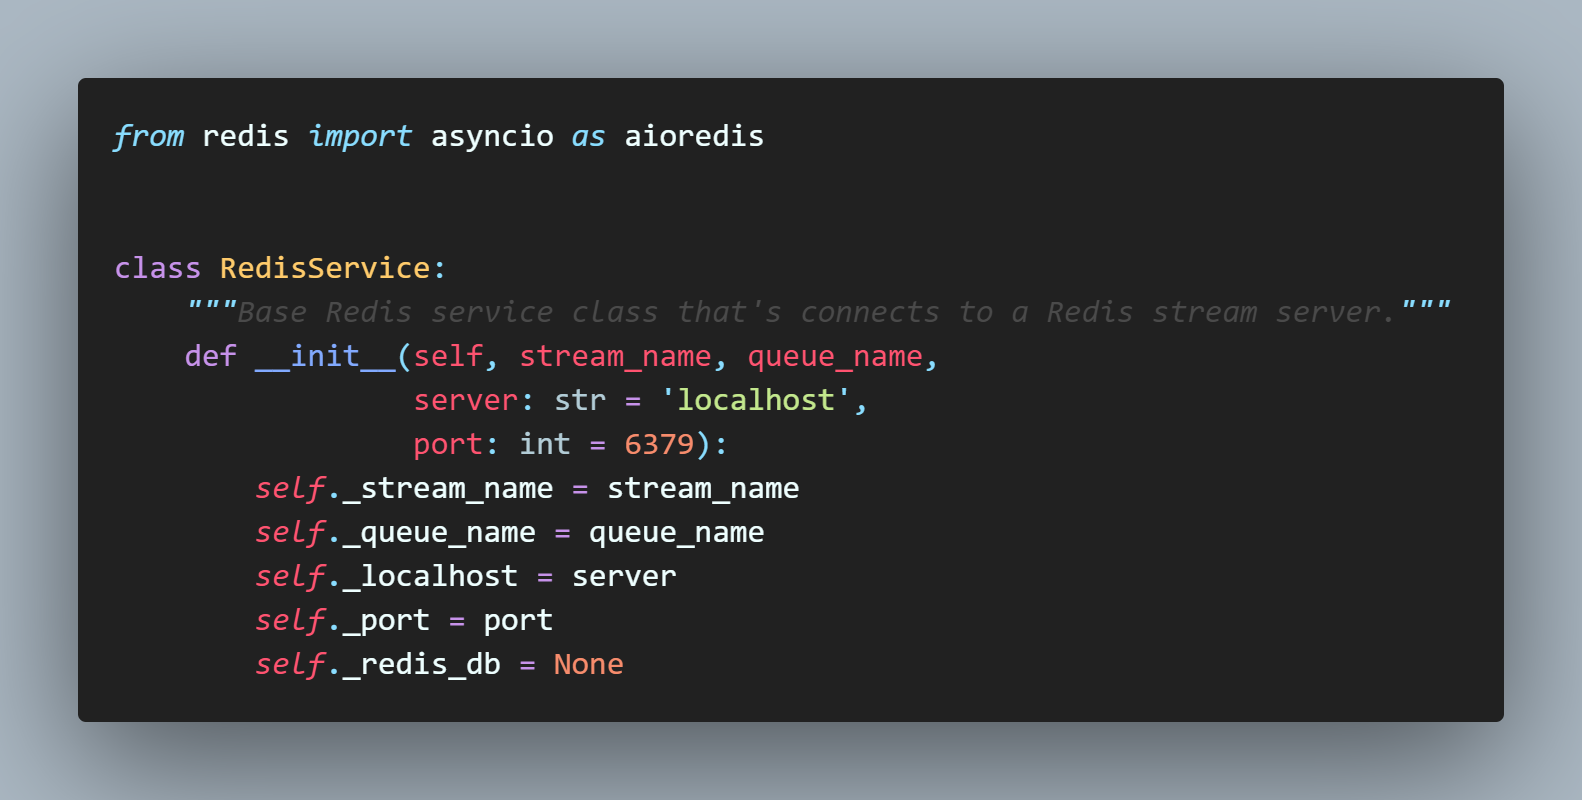 from redis import asyncio as aioredis
class RedisService:
"""Base Redis service class that's connects to a Redis stream server."""
def __init__(self, stream_name, queue_name,
server: str = 'localhost',
port: int = 6379):
self._stream_name = stream_name
self._queue_name = queue_name
self._localhost = server
self._port = port
self._redis_db = None